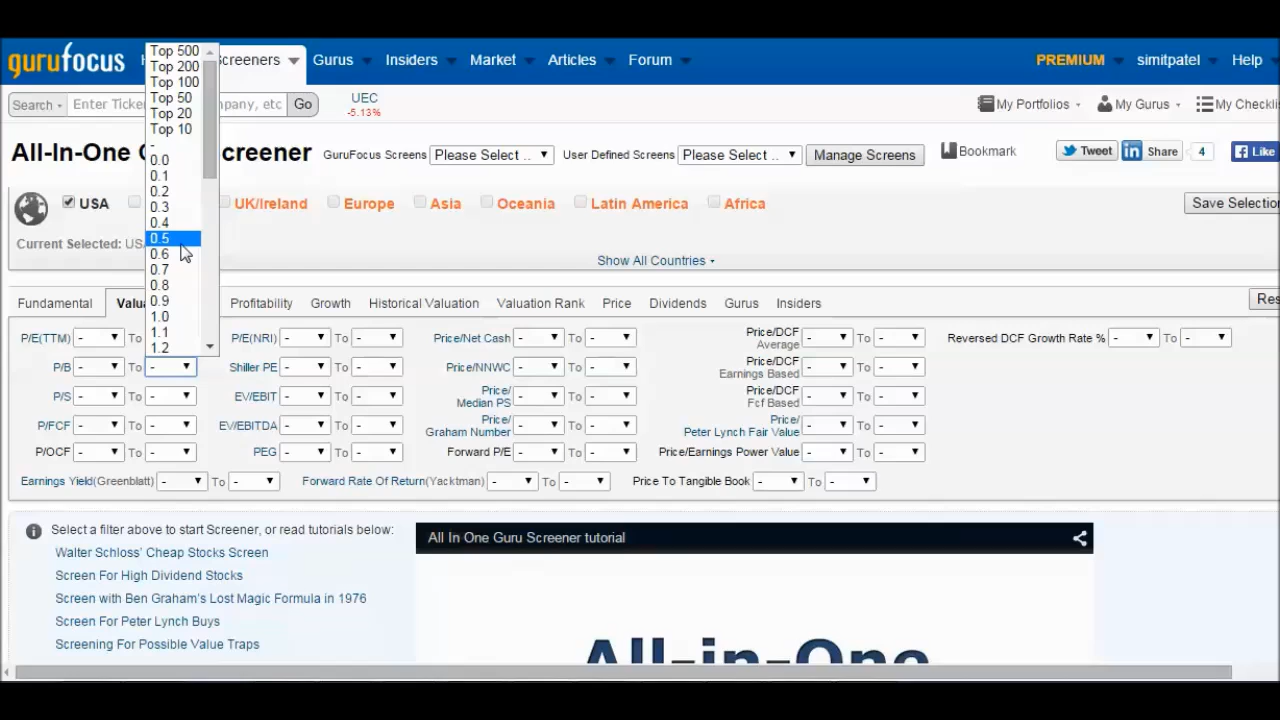 gurufocus
Screeners
Gurus
Insiders
Market
Articles
Forum
PREMIUM
simitpatel
Help
Search
Enter Ticke
mpany, etc
Go
UEC
-5.13%
My Portfolios
My Gurus
My Checkli
All-In-One G
creener
GuruFocus Screens
Please Select ..
User Defined Screens
Please Select ..
Manage Screens
Bookmark
Tweet
in Share
4
Like
Top 500
Top 200
Top 100
Top 50
Top 20
Top 10
-
0.0
0.1
0.2
0.3
0.4
0.5
0.6
0.7
0.8
0.9
1.0
1.1
1.2
USA
UK/Ireland
Europe
Asia
Oceania
Latin America
Africa
Save Selectio
Current Selected: US
Show All Countries
Fundamental
Valua
Profitability
Growth
Historical Valuation
Valuation Rank
Price
Dividends
Gurus
Insiders
Res
P/E(TTM) - To
P/E(NRI) - To -
Price/Net Cash - To -
Price/DCF
Average - To -
Reversed DCF Growth Rate % - To -
P/B - To -
Shiller PE - To -
Price/NNWC - To -
Price/DCF
Earnings Based - To -
P/S - To -
EV/EBIT - To -
Price/
Median PS - To -
Price/DCF
Fcf Based - To -
P/FCF - To -
EV/EBITDA - To -
Price/
Graham Number - To -
Price/
Peter Lynch Fair Value - To -
P/OCF - To -
PEG - To -
Forward P/E - To -
Price/Earnings Power Value - To -
Earnings Yield(Greenblatt) - To -
Forward Rate Of Return(Yacktman) - To -
Price To Tangible Book - To -
Select a filter above to start Screener, or read tutorials below:
Walter Schloss' Cheap Stocks Screen
Screen For High Dividend Stocks
Screen with Ben Graham's Lost Magic Formula in 1976
Screen For Peter Lynch Buys
Screening For Possible Value Traps
All In One Guru Screener tutorial
All-in-One